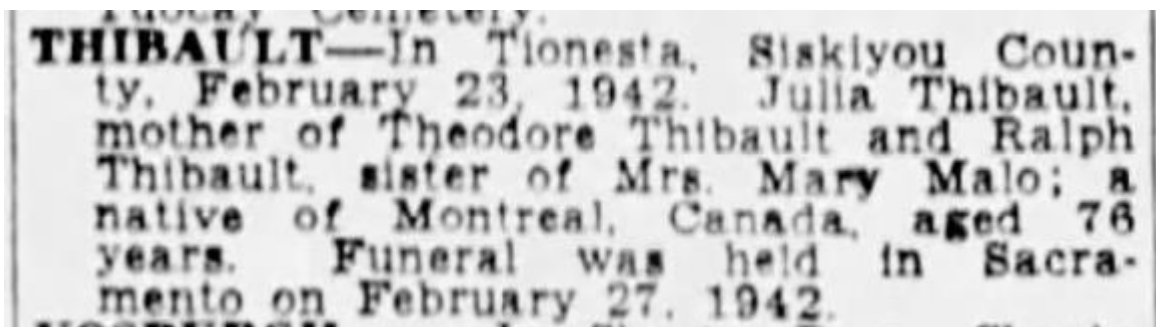 Tuocay Cemetery.
THIBAULT—In Tionesta, Siskiyou Coun-
ty, February 23, 1942. Julia Thibault,
mother of Theodore Thibault and Ralph
Thibault, sister of Mrs. Mary Malo; a
native of Montreal, Canada, aged 76
years. Funeral was held in Sacra-
mento on February 27, 1942.